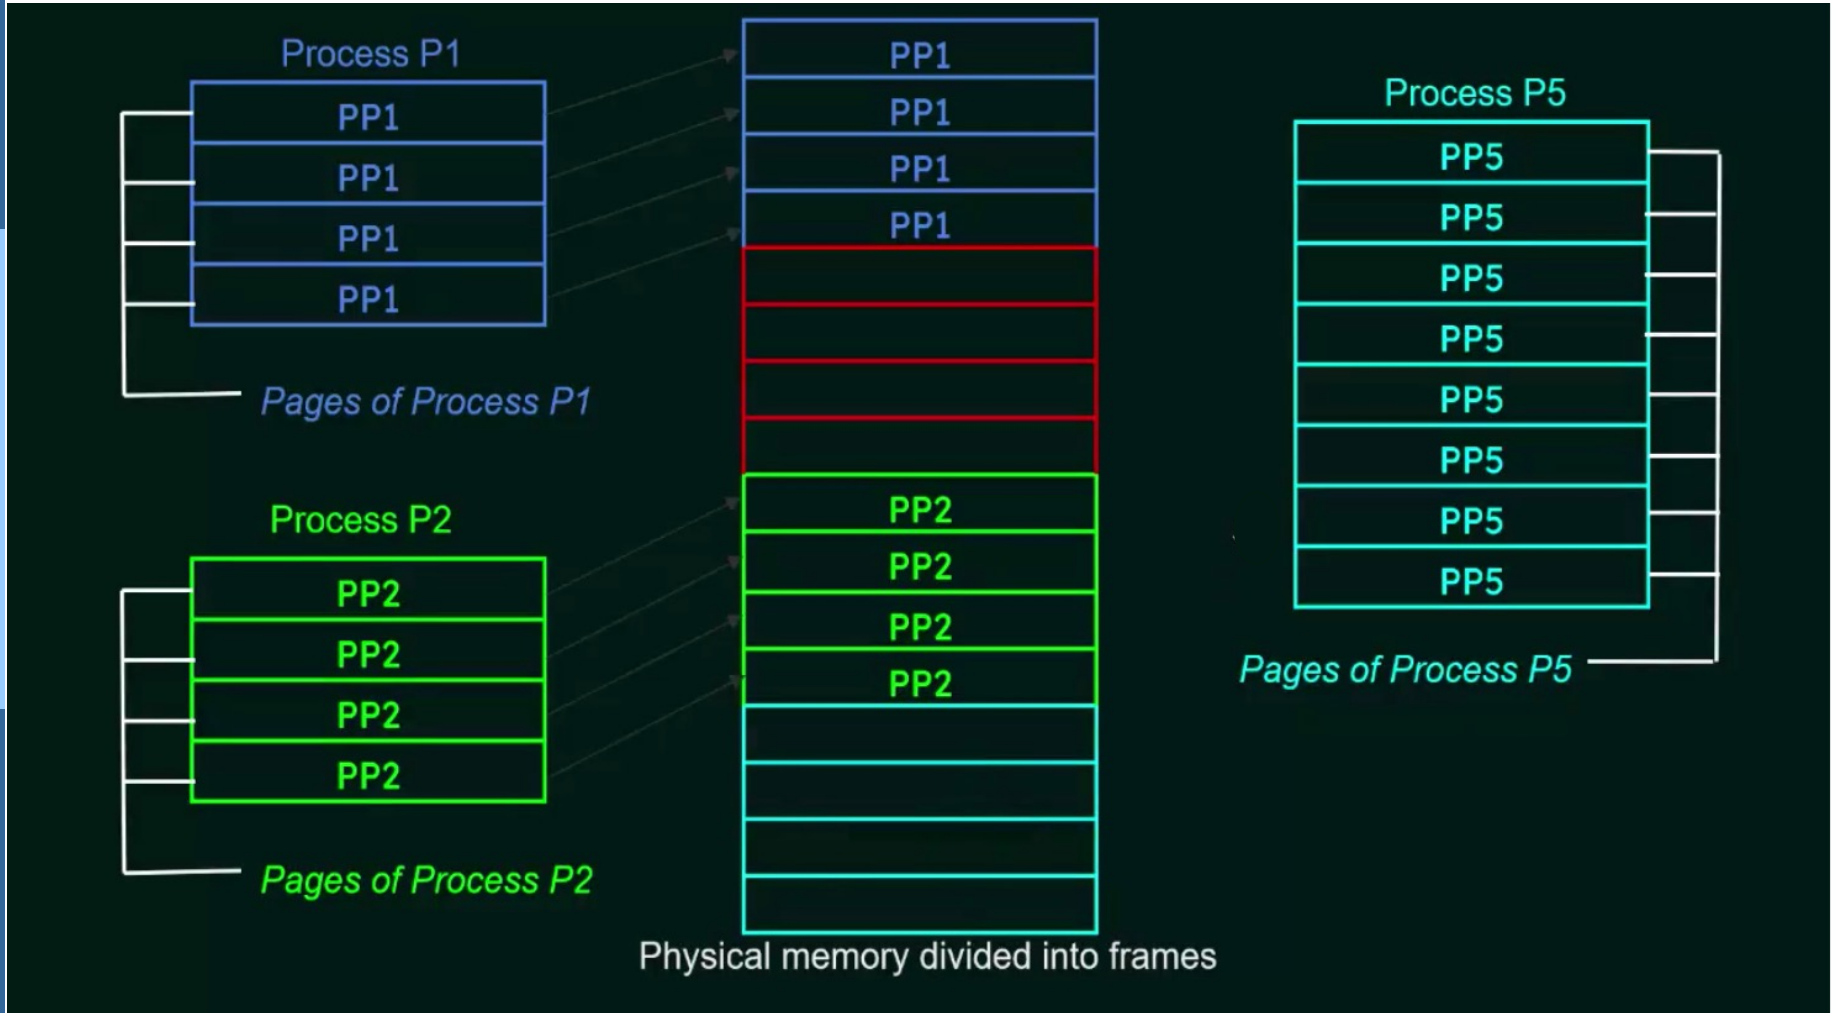 Process P1
PP1
PP1
PP1
PP1
Pages of Process P1
Process P2
PP2
PP2
PP2
PP2
Pages of Process P2
PP1
PP1
PP1
PP1
PP2
PP2
PP2
PP2
Physical memory divided into frames
Process P5
PP5
PP5
PP5
PP5
PP5
PP5
PP5
PP5
Pages of Process P5